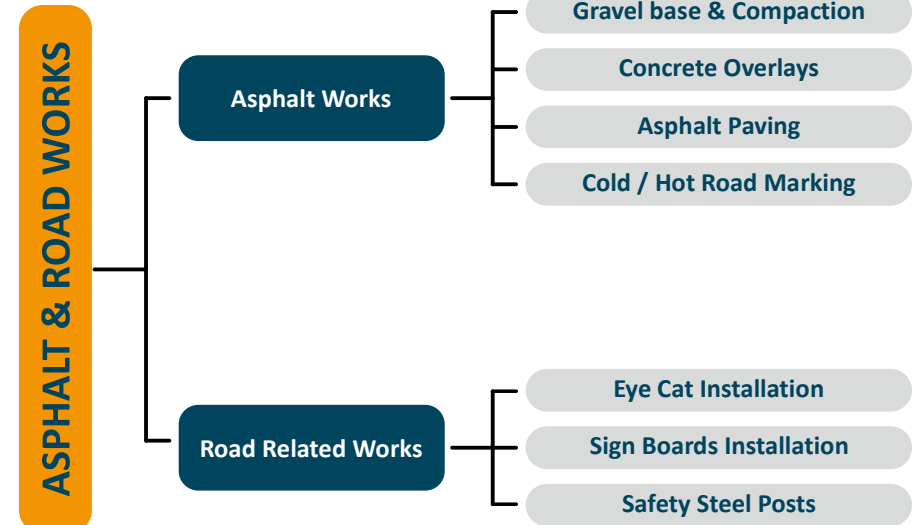 ASPHALT & ROAD WORKS
Asphalt Works
Gravel base & Compaction
Concrete Overlays
Asphalt Paving
Cold / Hot Road Marking
Road Related Works
Eye Cat Installation
Sign Boards Installation
Safety Steel Posts